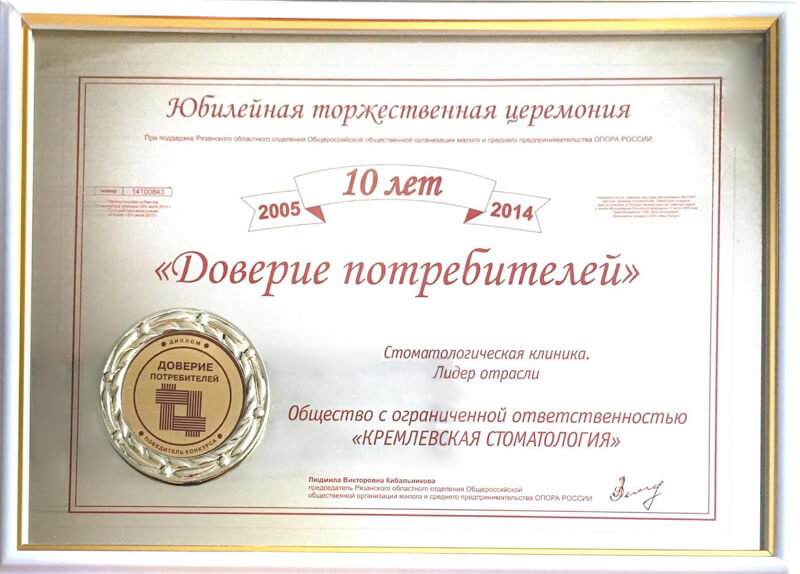 Юбилейная торжественная церемония
При поддержке Рязанского областного отделения Общероссийской общественной организации малого и среднего предпринимательства ОПОРА РОССИИ
номер 14100843
10 лет
2005 2014
«Доверие потребителей»
ДИПЛОМ
ДОВЕРИЕ
ПОТРЕБИТЕЛЕЙ
ПОБЕДИТЕЛЬ КОНКУРСА
Стоматологическая клиника.
Лидер отрасли
Общество с ограниченной ответственностью
«КРЕМЛЕВСКАЯ СТОМАТОЛОГИЯ»
Людмила Викторовна Кибальникова
председатель Рязанского областного отделения Общероссийской
общественной организации малого и среднего предпринимательства ОПОРА РОССИИ